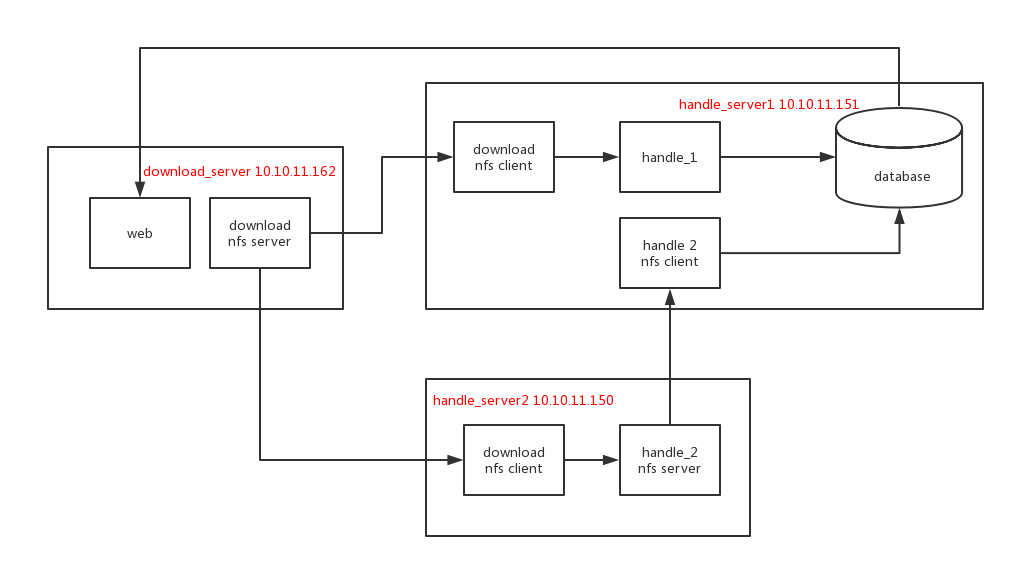 handle_server1 10.10.11.151
download
nfs client
handle_1
database
download_server 10.10.11.162
web
download
nfs server
handle 2
nfs client
handle_server2 10.10.11.150
download
nfs client
handle_2
nfs server